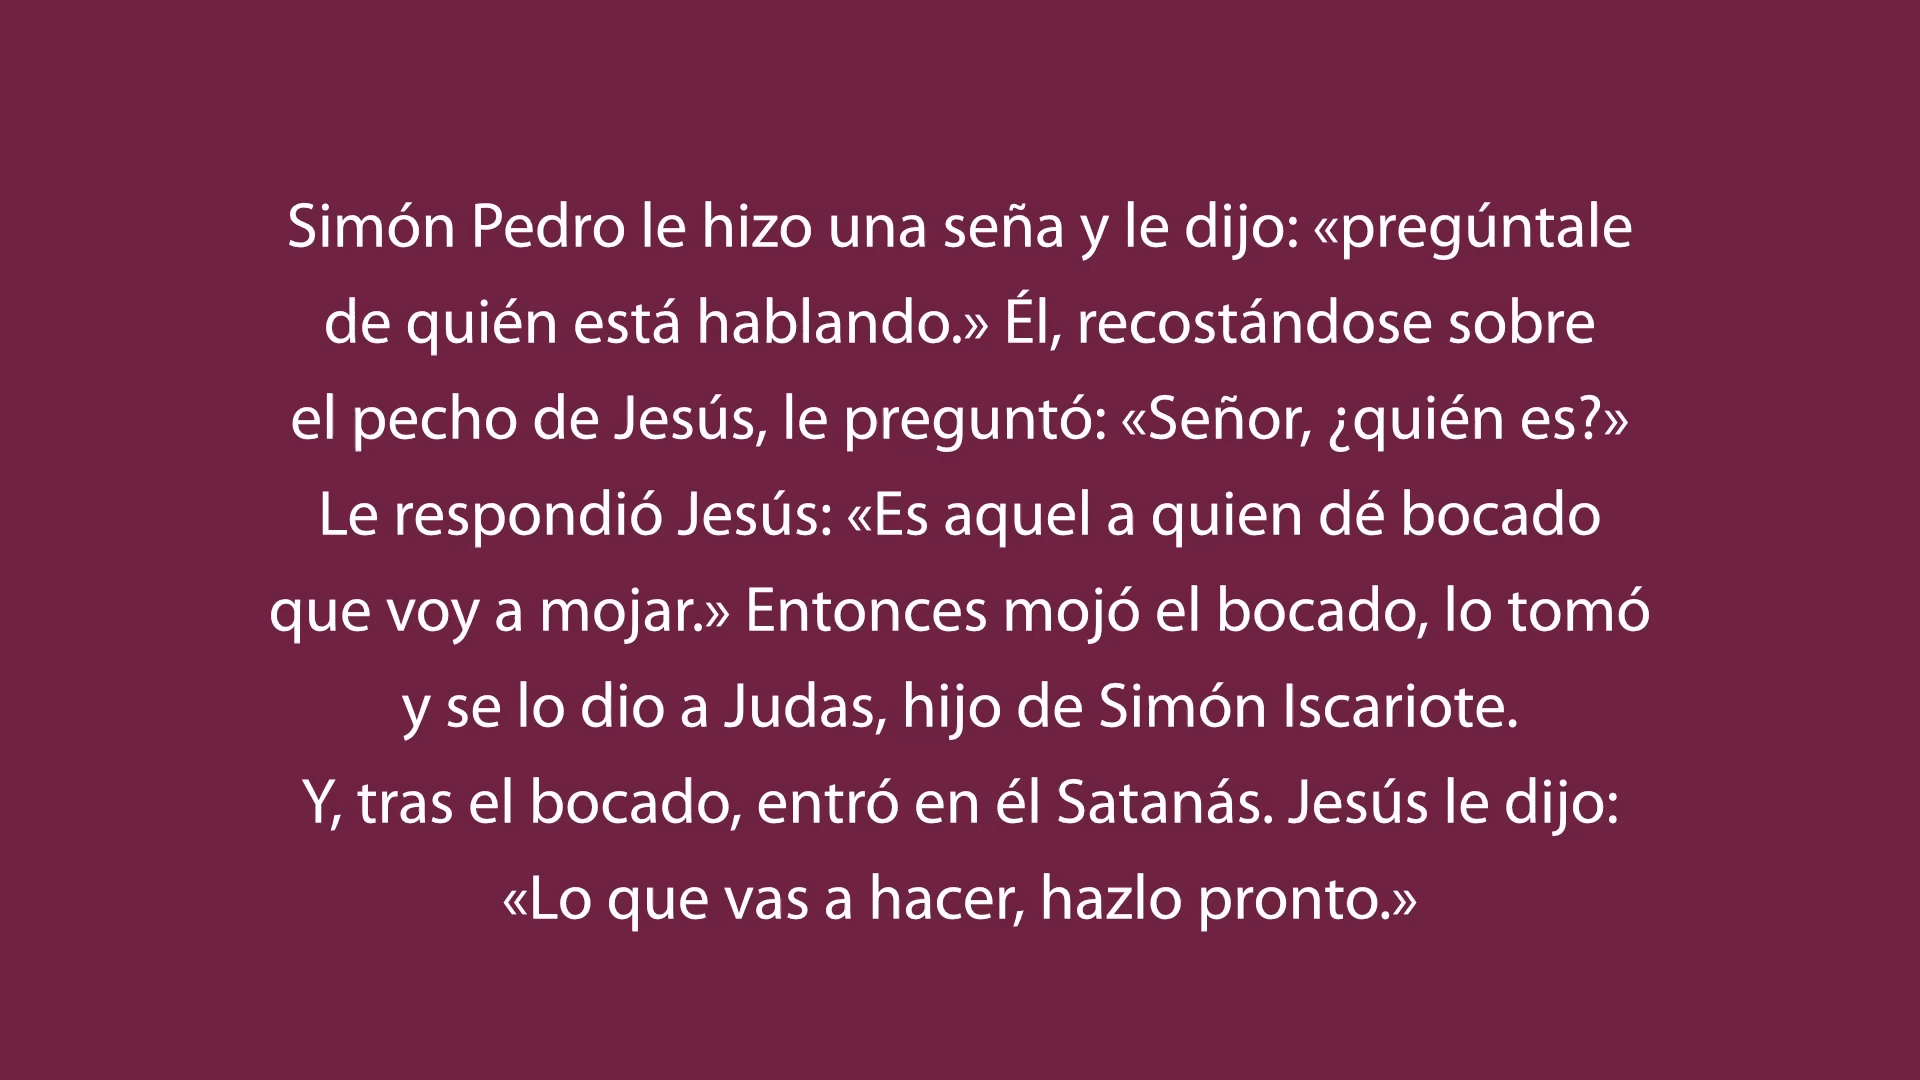 Simón Pedro le hizo una seña y le dijo: «pregúntale
de quién está hablando.» Él, recostándose sobre
el pecho de Jesús, le preguntó: «Señor, ¿quién es?»
Le respondió Jesús: «Es aquel a quien dé bocado
que voy a mojar.» Entonces mojó el bocado, lo tomó
y se lo dio a Judas, hijo de Simón Iscariote.
Y, tras el bocado, entró en él Satanás. Jesús le dijo:
«Lo que vas a hacer, hazlo pronto.»